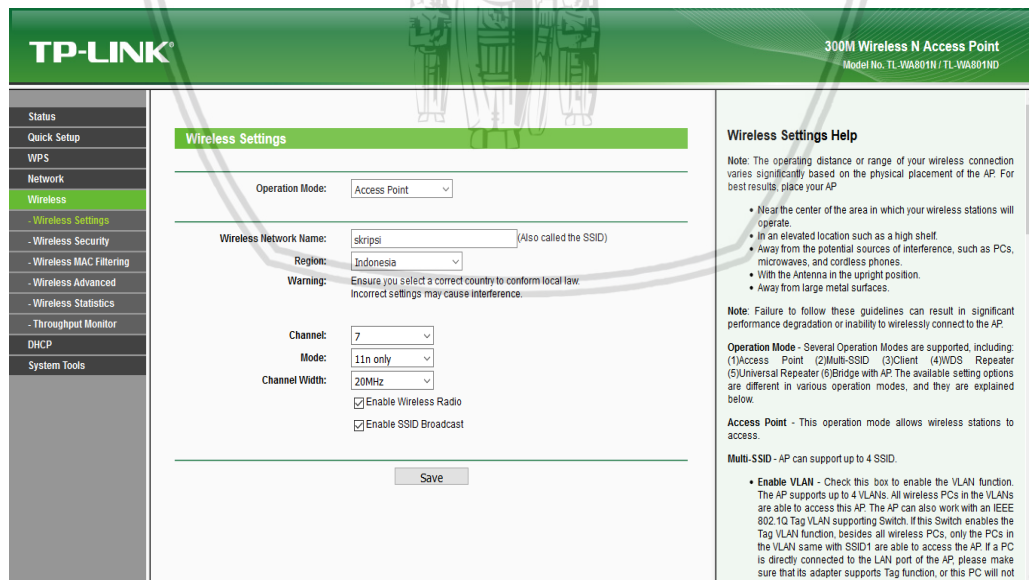 TP-LINK®
300M Wireless N Access Point
Model No. TL-WA801N / TL-WA801ND
Status
Quick Setup
WPS
Network
Wireless
- Wireless Settings
- Wireless Security
- Wireless MAC Filtering
- Wireless Advanced
- Wireless Statistics
- Throughput Monitor
DHCP
System Tools
Wireless Settings
Operation Mode: Access Point
Wireless Network Name: skripsi (Also called the SSID)
Region: Indonesia
Warning: Ensure you select a correct country to conform local law.
Incorrect settings may cause interference.
Channel: 7
Mode: 11n only
Channel Width: 20MHz
Enable Wireless Radio
Enable SSID Broadcast
Save
Wireless Settings Help
Note: The operating distance or range of your wireless connection
varies significantly based on the physical placement of the AP. For
best results, place your AP
• Near the center of the area in which your wireless stations will
operate.
• In an elevated location such as a high shelf.
• Away from the potential sources of interference, such as PCs,
microwaves, and cordless phones.
• With the Antenna in the upright position.
• Away from large metal surfaces.
Note: Failure to follow these guidelines can result in significant
performance degradation or inability to wirelessly connect to the AP.
Operation Mode - Several Operation Modes are supported, including:
(1)Access Point (2)Multi-SSID (3)Client (4)WDS Repeater
(5)Universal Repeater (6)Bridge with AP. The available setting options
are different in various operation modes, and they are explained
below.
Access Point - This operation mode allows wireless stations to
access.
Multi-SSID - AP can support up to 4 SSID.
• Enable VLAN - Check this box to enable the VLAN function.
The AP supports up to 4 VLANs. All wireless PCs in the VLANs
are able to access this AP. The AP can also work with an IEEE
802.1Q Tag VLAN supporting Switch. If this Switch enables the
Tag VLAN function, besides all wireless PCs, only the PCs in
the VLAN same with SSID1 are able to access the AP. If a PC
is directly connected to the LAN port of the AP, please make
sure that its adapter supports Tag function, or this PC will not